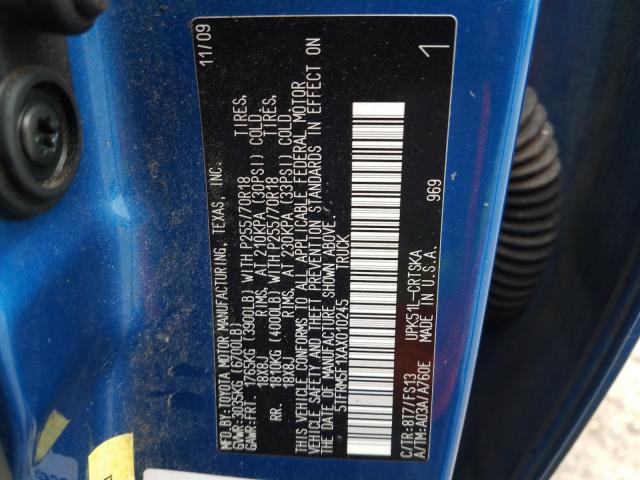 MFD.BY:TOYOTA MOTOR MANUFACTURING, TEXAS, INC. 11/09
GVWR:3035KG(6700LB)
GAWR:FRT. 1765KG (3900LB) WITH P255/70R18 TIRES,
18X8J RIMS, AT 210KPA (30PSI) COLD
RR. 1810KG (4000LB) WITH P255/70R18 TIRES,
18X8J RIMS, AT 230KPA (33PSI) COLD
THIS VEHICLE CONFORMS TO ALL APPLICABLE FEDERAL MOTOR
VEHICLE SAFETY AND THEFT PREVENTION STANDARDS IN EFFECT ON
THE DATE OF MANUFACTURE SHOWN ABOVE.
5TFRM5F1XAX010245 TRUCK
C/TR:8T7/FS13 UPK51L-CRTSKA
A/TM:A03A/A760E MADE IN U.S.A. 969 1